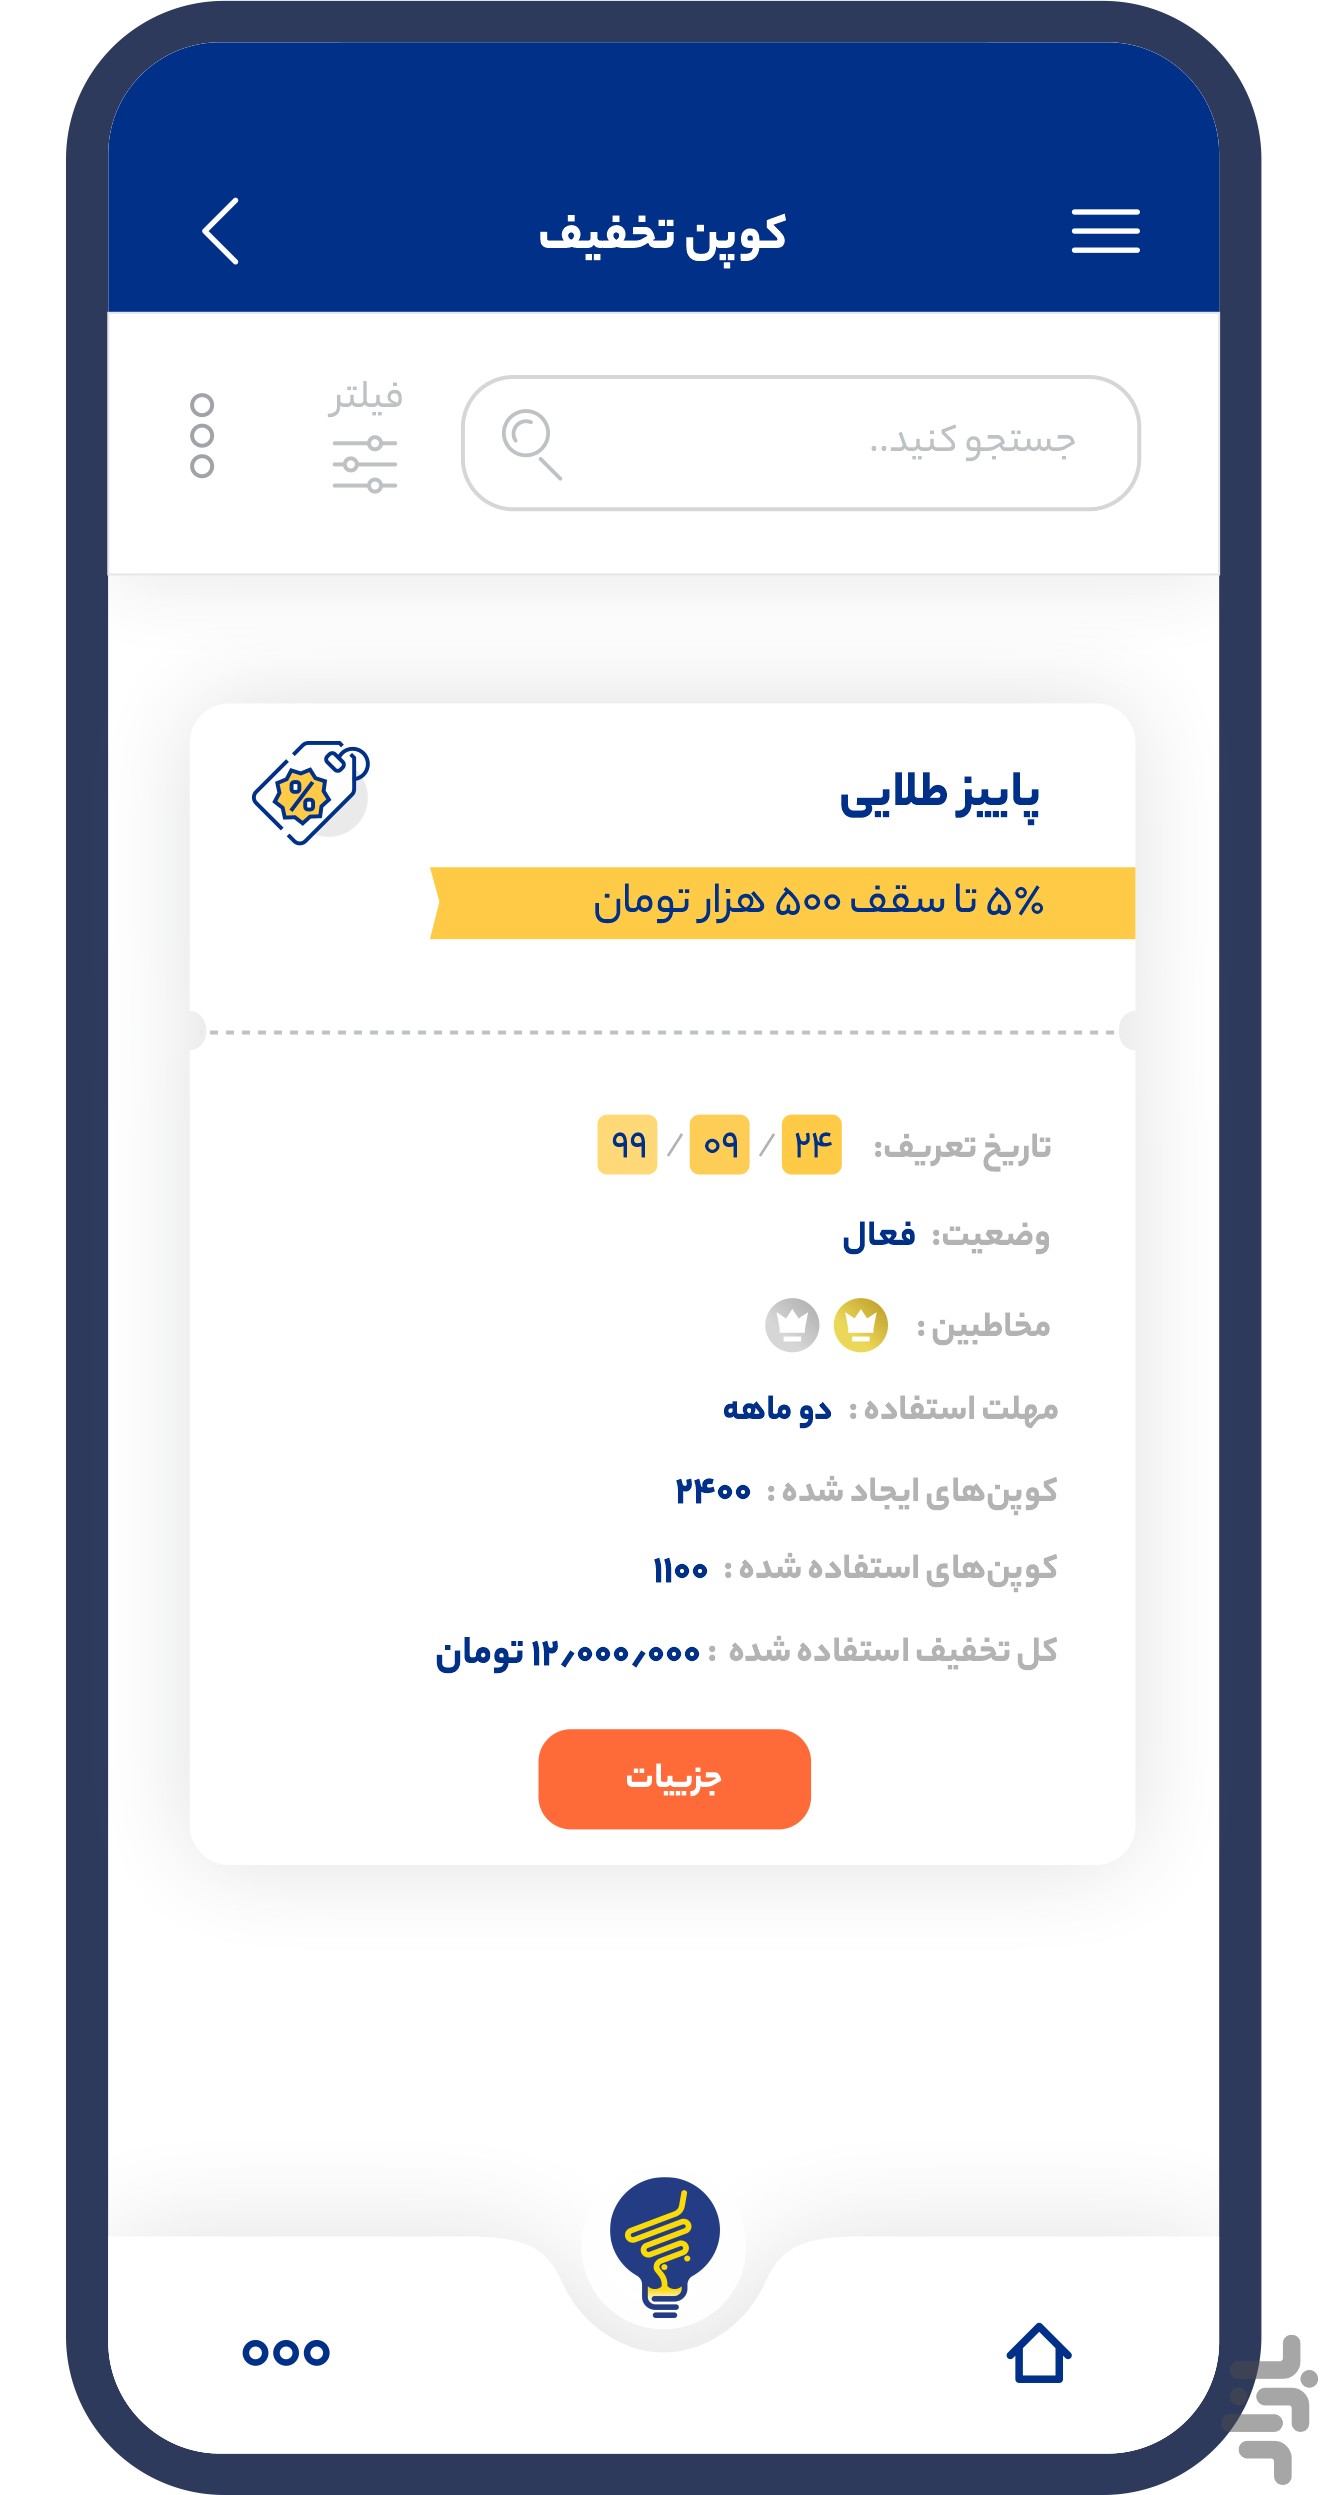 کوپن تخفیف
جستجو کنید..
فیلتر
پاییز طلایی
۵% تا سقف ۵۰۰ هزار تومان
تاریخ تعریف: ۲۴ / ۰۹ / ۹۹
وضعیت: فعال
مخاطبین :
مهلت استفاده : دو ماهه
کوپن‌های ایجاد شده : ۲۴۰۰
کوپن‌های استفاده شده : ۱۱۰۰
کل تخفیف استفاده شده : ۱۲٫۰۰۰٫۰۰۰ تومان
جزییات